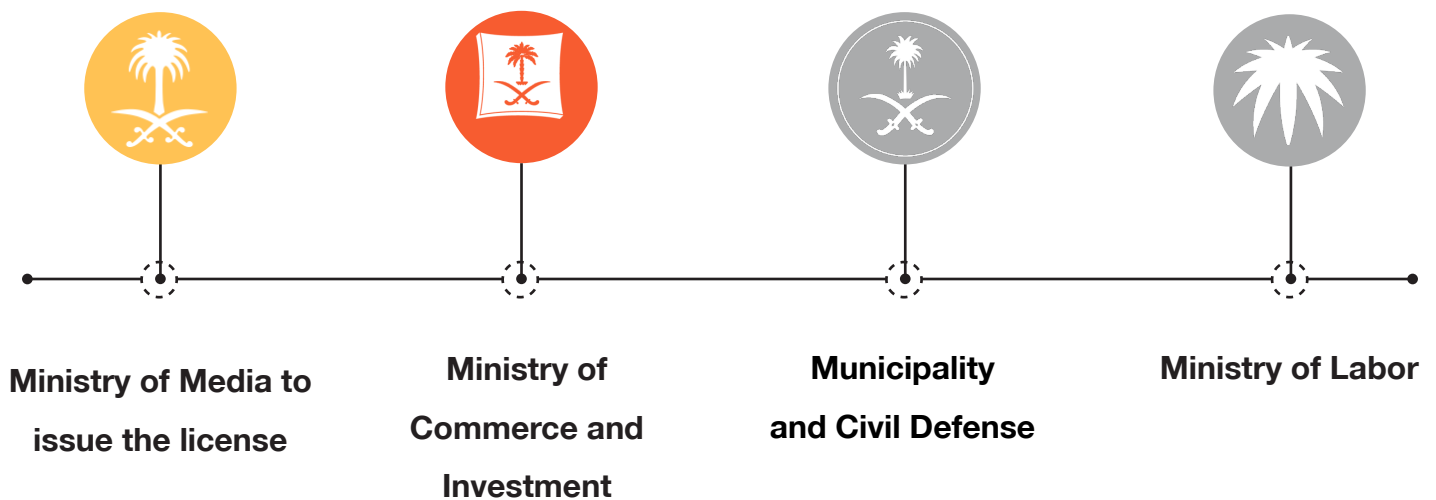 Ministry of Media to
issue the license
Ministry of
Commerce and
Investment
Municipality
and Civil Defense
Ministry of Labor